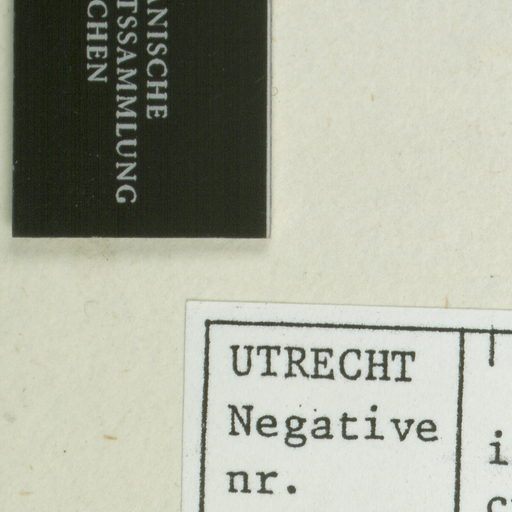 ANISCHE
TSSAMMLUNG
CHEN
UTRECHT
Negative
nr.
i